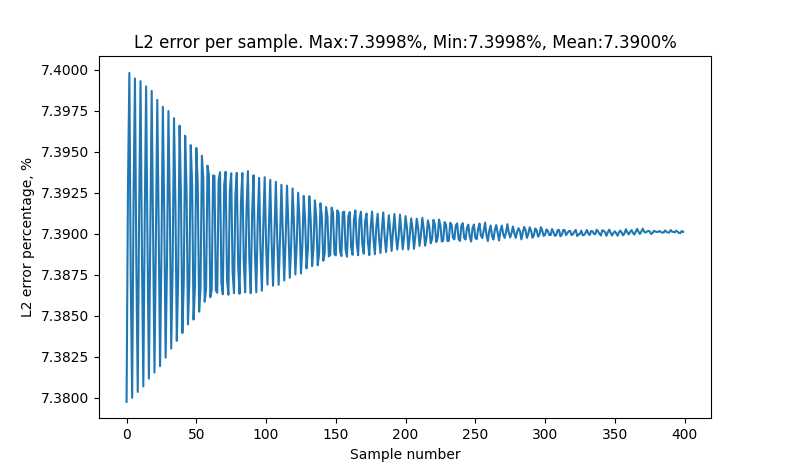 L2 error per sample. Max:7.3998%, Min:7.3998%, Mean:7.3900%
7.4000
7.3975
7.3950
7.3925
7.3900
7.3875
7.3850
7.3825
7.3800
L2 error percentage, %
0 50 100 150 200 250 300 350 400
Sample number